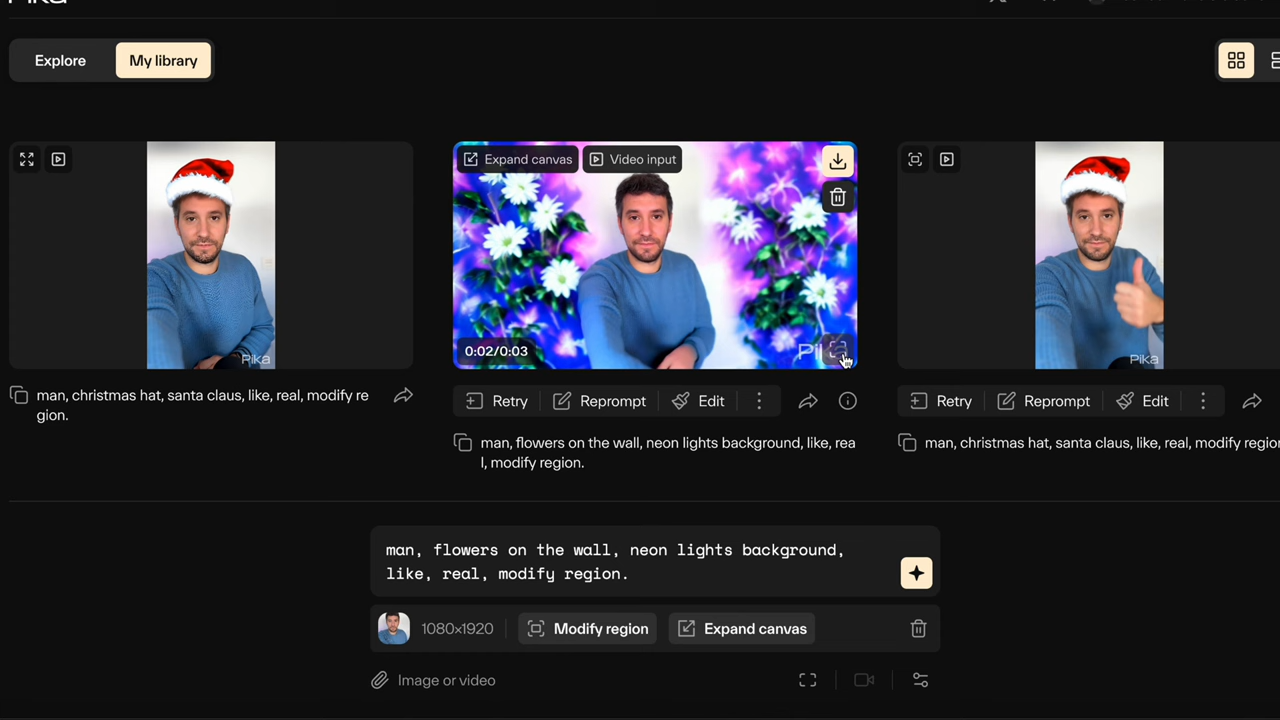 Pika
Explore
My library
Expand canvas
Video input
0:02/0:03
Pika
Pik
Pika
man, christmas hat, santa claus, like, real, modify re
gion.
Retry
Reprompt
Edit
Retry
Reprompt
Edit
man, flowers on the wall, neon lights background, like, rea
l, modify region.
man, christmas hat, santa claus, like, real, modify region
man, flowers on the wall, neon lights background,
like, real, modify region.
1080×1920
Modify region
Expand canvas
Image or video